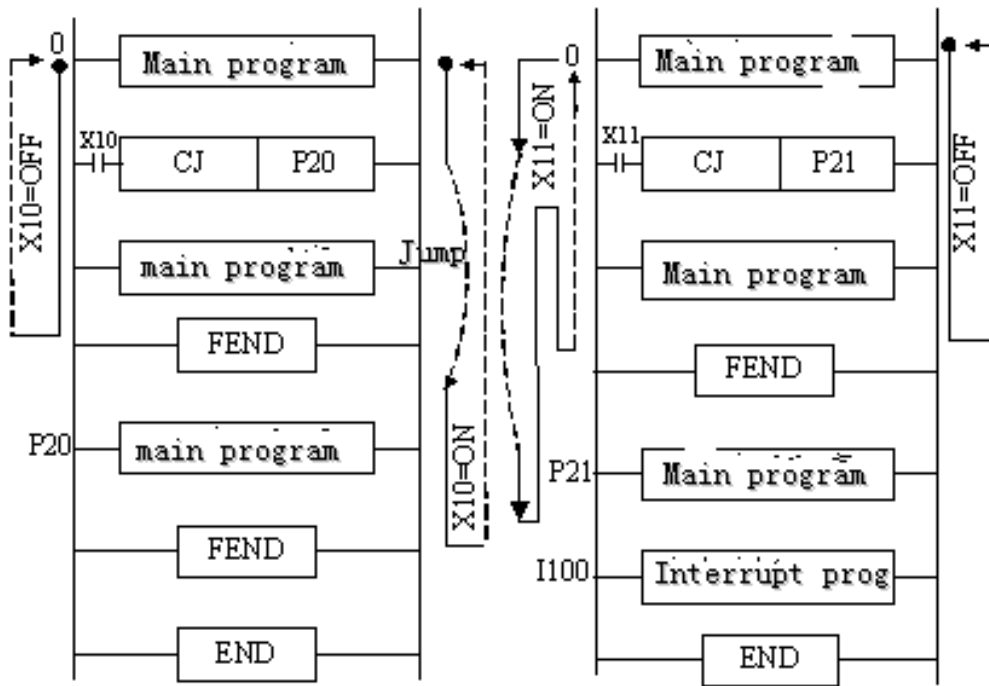 0
Main program
X10
CJ P20
main program
FEND
P20
main program
FEND
END
X10=OFF
Jump
X10=ON
0
Main program
X11
CJ P21
Main program
FEND
P21
Main program
I100
Interrupt prog
END
X11=ON
X11=OFF